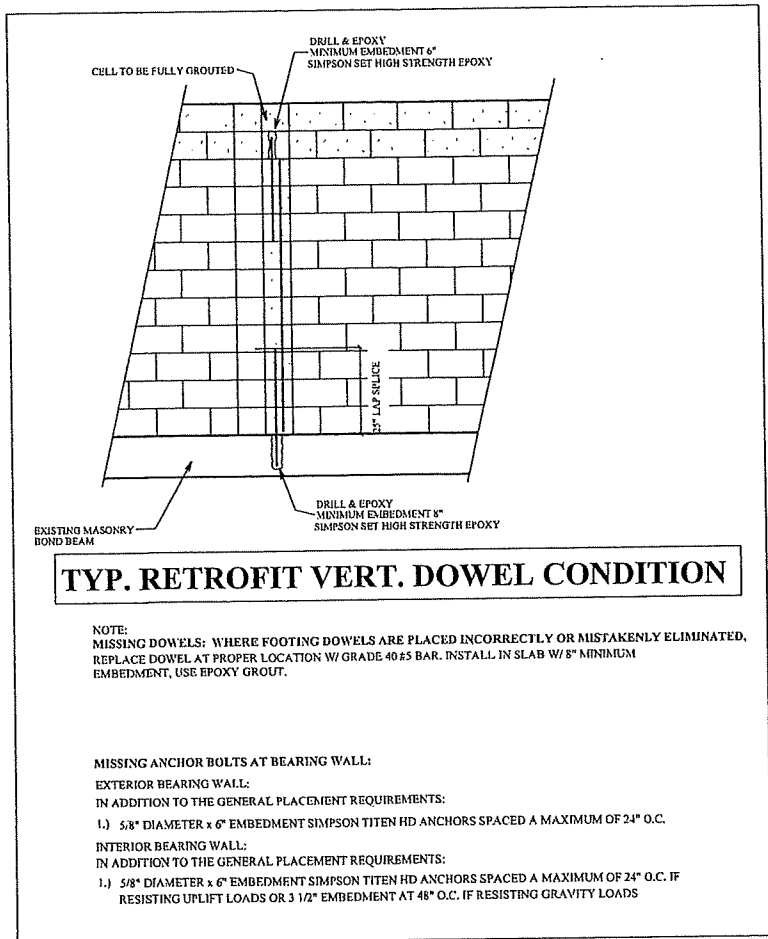 DRILL & EPOXY
MINIMUM EMBEDMENT 6"
SIMPSON SET HIGH STRENGTH EPOXY
CELL TO BE FULLY GROUTED
25" LAP SPLICE
DRILL & EPOXY
MINIMUM EMBEDMENT 8"
SIMPSON SET HIGH STRENGTH EPOXY
EXISTING MASONRY
BOND BEAM
TYP. RETROFIT VERT. DOWEL CONDITION
NOTE:
MISSING DOWELS: WHERE FOOTING DOWELS ARE PLACED INCORRECTLY OR MISTAKENLY ELIMINATED,
REPLACE DOWEL AT PROPER LOCATION W/ GRADE 40 #5 BAR. INSTALL IN SLAB W/ 8" MINIMUM
EMBEDMENT, USE EPOXY GROUT.
MISSING ANCHOR BOLTS AT BEARING WALL:
EXTERIOR BEARING WALL:
IN ADDITION TO THE GENERAL PLACEMENT REQUIREMENTS:
1.) 5/8" DIAMETER x 6" EMBEDMENT SIMPSON TITEN HD ANCHORS SPACED A MAXIMUM OF 24" O.C.
INTERIOR BEARING WALL:
IN ADDITION TO THE GENERAL PLACEMENT REQUIREMENTS:
1.) 5/8" DIAMETER x 6" EMBEDMENT SIMPSON TITEN HD ANCHORS SPACED A MAXIMUM OF 24" O.C. IF
RESISTING UPLIFT LOADS OR 3 1/2" EMBEDMENT AT 48" O.C. IF RESISTING GRAVITY LOADS